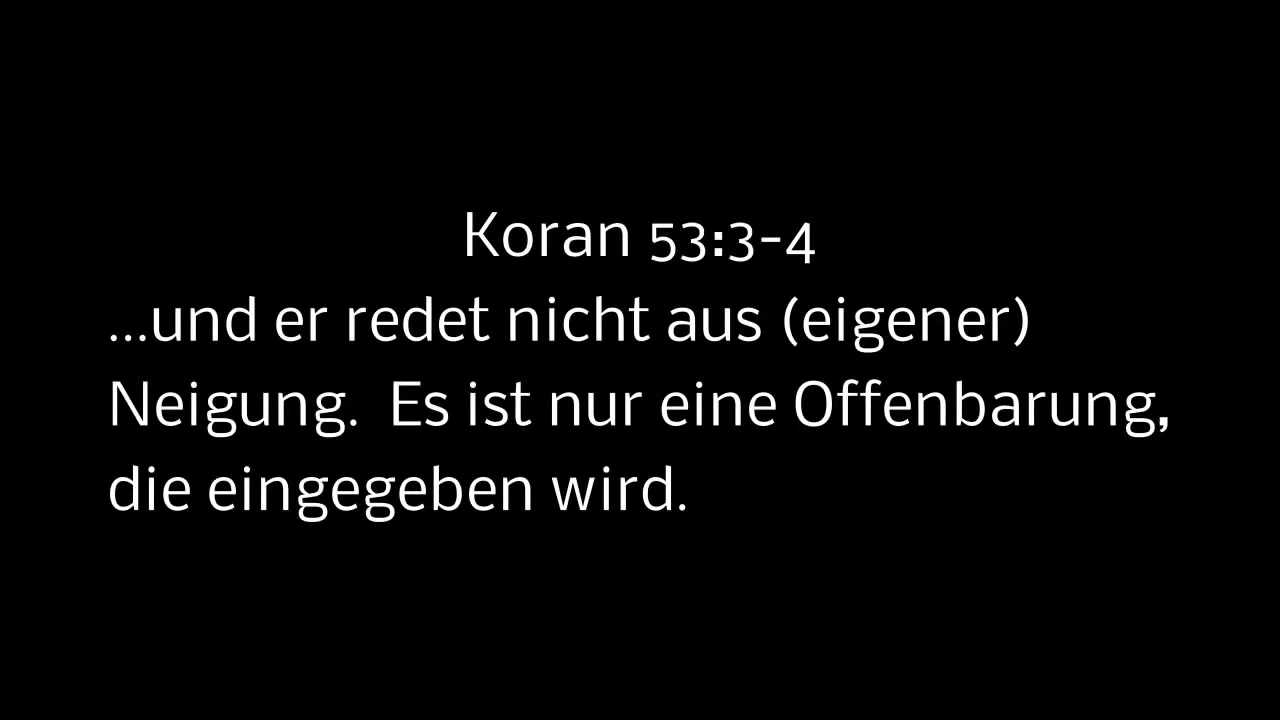 Koran 53:3-4
...und er redet nicht aus (eigener)
Neigung.  Es ist nur eine Offenbarung,
die eingegeben wird.